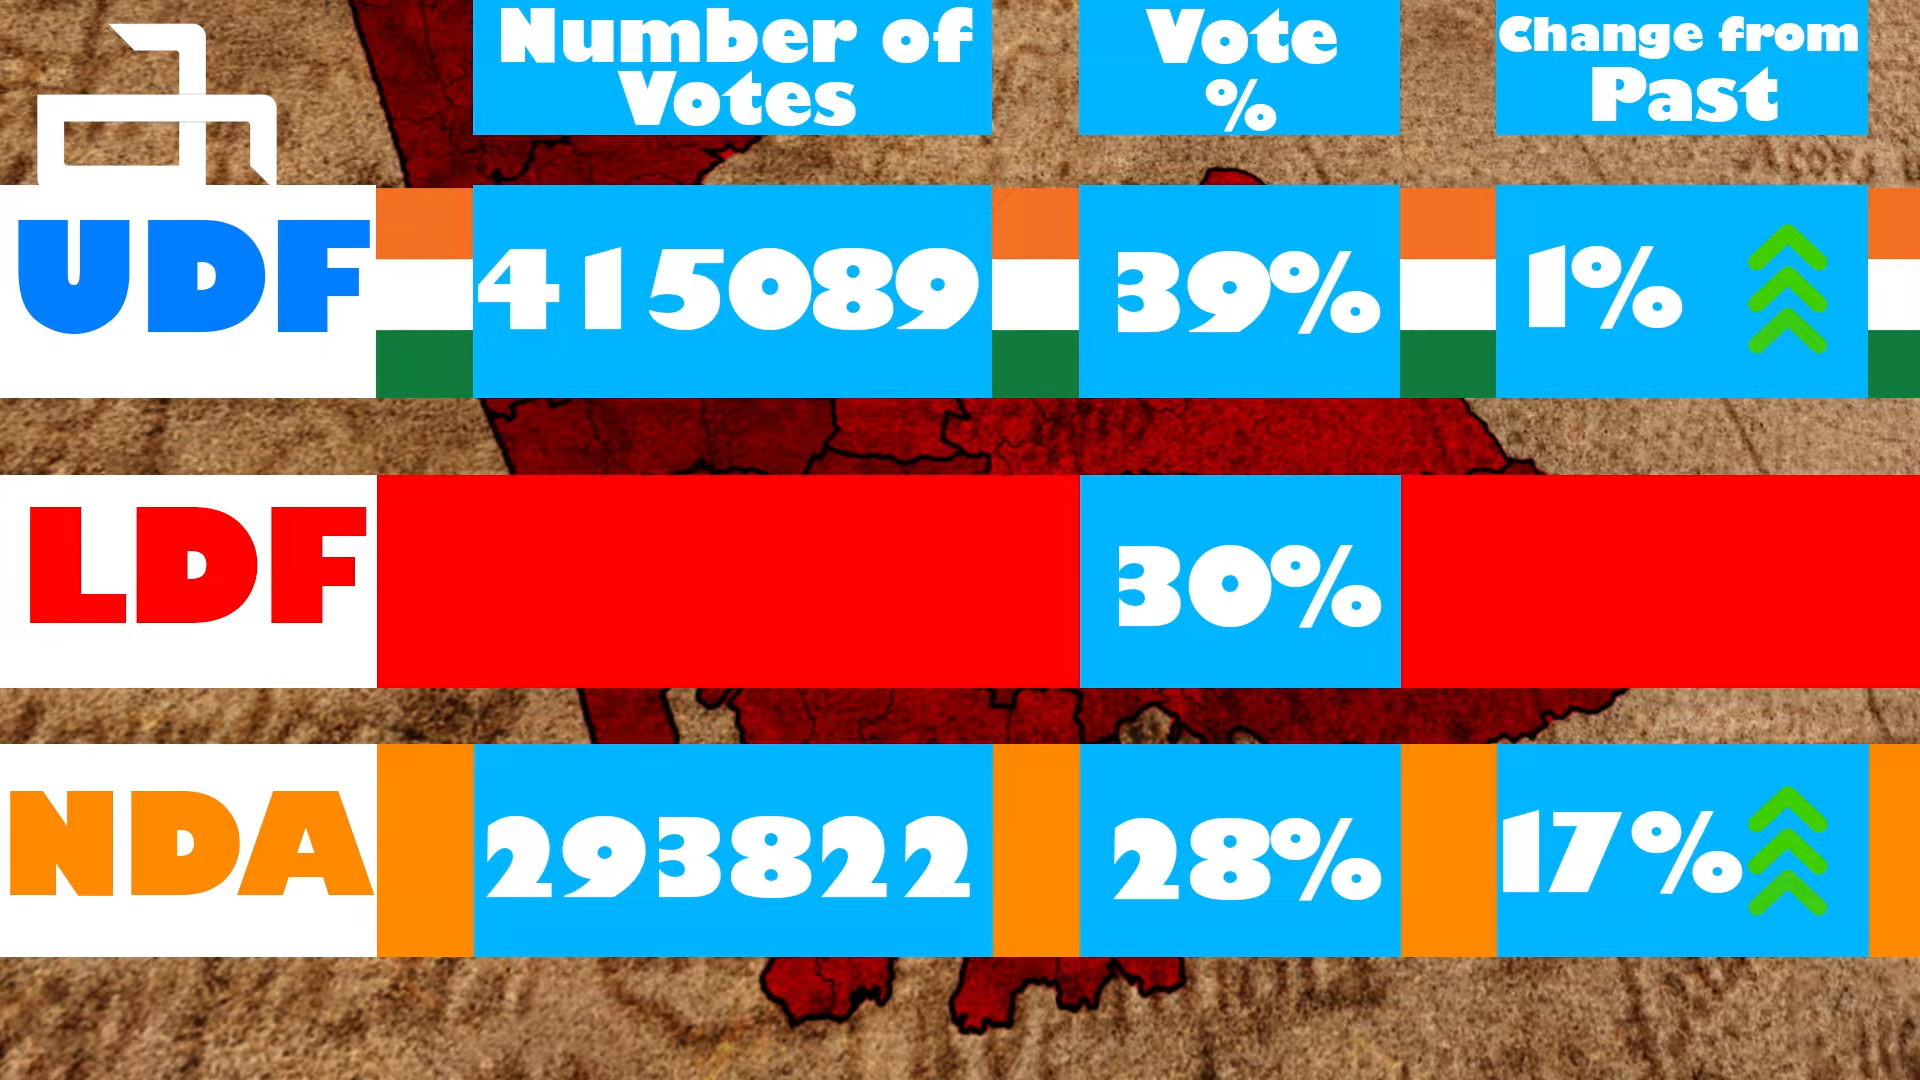 Number of
Votes
Vote
%
Change from
Past
UDF 415089 39% 1%
LDF 30%
NDA 293822 28% 17%